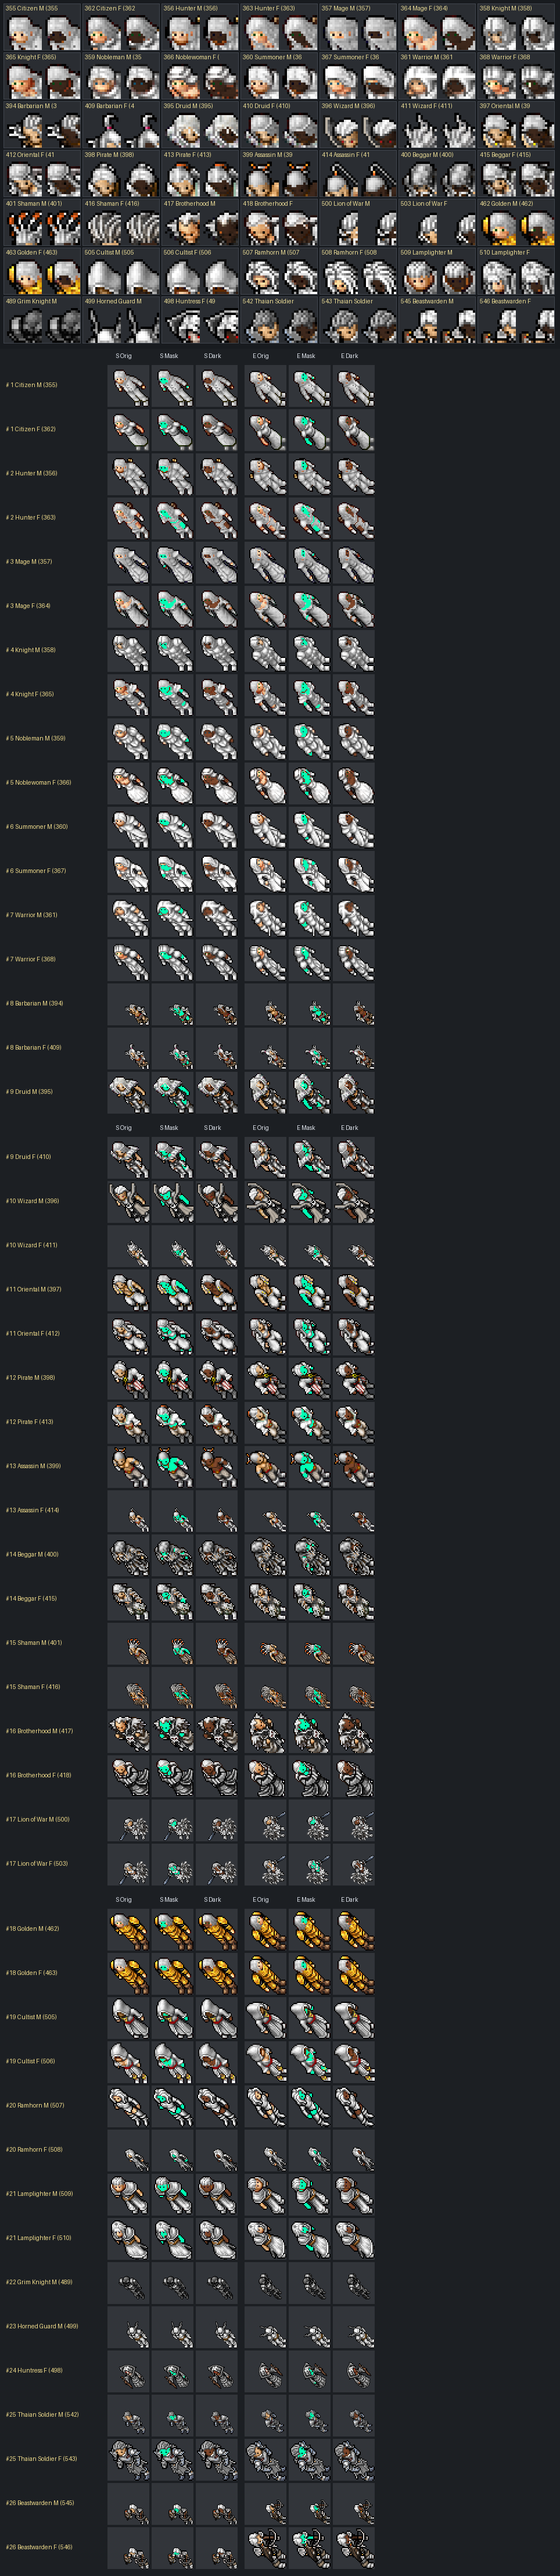 355 Citizen M (355
362 Citizen F (362
356 Hunter M (356)
363 Hunter F (363)
357 Mage M (357)
364 Mage F (364)
358 Knight M (358)
365 Knight F (365)
359 Nobleman M (35
366 Noblewoman F (
360 Summoner M (36
367 Summoner F (36
361 Warrior M (361
368 Warrior F (368
394 Barbarian M (3
409 Barbarian F (4
395 Druid M (395)
410 Druid F (410)
396 Wizard M (396)
411 Wizard F (411)
397 Oriental M (39
412 Oriental F (41
398 Pirate M (398)
413 Pirate F (413)
399 Assassin M (39
414 Assassin F (41
400 Beggar M (400)
415 Beggar F (415)
401 Shaman M (401)
416 Shaman F (416)
417 Brotherhood M
418 Brotherhood F
500 Lion of War M
503 Lion of War F
462 Golden M (462)
463 Golden F (463)
505 Cultist M (505
506 Cultist F (506
507 Ramhorn M (507
508 Ramhorn F (508
509 Lamplighter M
510 Lamplighter F
489 Grim Knight M
499 Horned Guard M
498 Huntress F (49
542 Thaian Soldier
543 Thaian Soldier
545 Beastwarden M
546 Beastwarden F
S Orig S Mask S Dark E Orig E Mask E Dark
# 1 Citizen M (355)
# 1 Citizen F (362)
# 2 Hunter M (356)
# 2 Hunter F (363)
# 3 Mage M (357)
# 3 Mage F (364)
# 4 Knight M (358)
# 4 Knight F (365)
# 5 Nobleman M (359)
# 5 Noblewoman F (366)
# 6 Summoner M (360)
# 6 Summoner F (367)
# 7 Warrior M (361)
# 7 Warrior F (368)
# 8 Barbarian M (394)
# 8 Barbarian F (409)
# 9 Druid M (395)
S Orig S Mask S Dark E Orig E Mask E Dark
# 9 Druid F (410)
#10 Wizard M (396)
#10 Wizard F (411)
#11 Oriental M (397)
#11 Oriental F (412)
#12 Pirate M (398)
#12 Pirate F (413)
#13 Assassin M (399)
#13 Assassin F (414)
#14 Beggar M (400)
#14 Beggar F (415)
#15 Shaman M (401)
#15 Shaman F (416)
#16 Brotherhood M (417)
#16 Brotherhood F (418)
#17 Lion of War M (500)
#17 Lion of War F (503)
S Orig S Mask S Dark E Orig E Mask E Dark
#18 Golden M (462)
#18 Golden F (463)
#19 Cultist M (505)
#19 Cultist F (506)
#20 Ramhorn M (507)
#20 Ramhorn F (508)
#21 Lamplighter M (509)
#21 Lamplighter F (510)
#22 Grim Knight M (489)
#23 Horned Guard M (499)
#24 Huntress F (498)
#25 Thaian Soldier M (542)
#25 Thaian Soldier F (543)
#26 Beastwarden M (545)
#26 Beastwarden F (546)